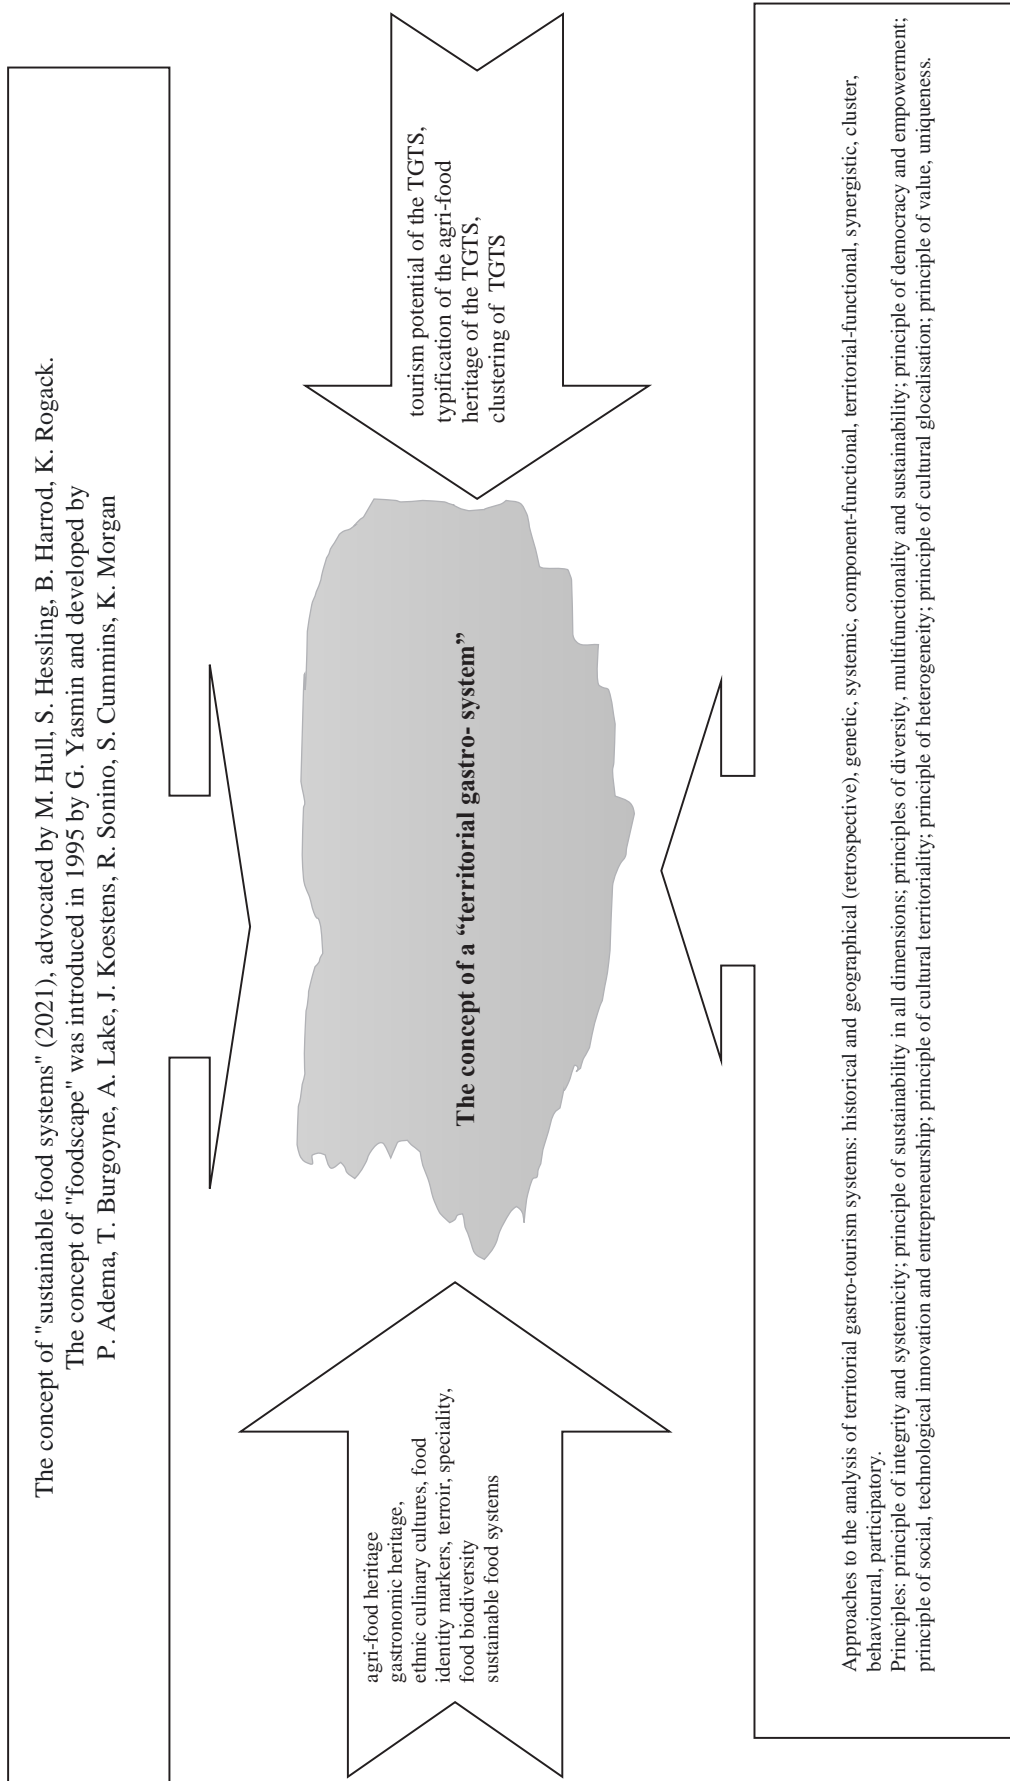 The concept of "sustainable food systems" (2021), advocated by M. Hull, S. Hessling, B. Harrod, K. Rogack.
The concept of "foodscape" was introduced in 1995 by G. Yasmin and developed by
P. Adema, T. Burgoyne, A. Lake, J. Koestens, R. Sonino, S. Cummins, K. Morgan
agri-food heritage
gastronomic heritage,
ethnic culinary cultures, food
identity markers, terroir, speciality,
food biodiversity
sustainable food systems
The concept of a “territorial gastro- system”
tourism potential of the TGTS,
typification of the agri-food
heritage of the TGTS,
clustering of TGTS
Approaches to the analysis of territorial gastro-tourism systems: historical and geographical (retrospective), genetic, systemic, component-functional, territorial-functional, synergistic, cluster,
behavioural, participatory.
Principles: principle of integrity and systemicity; principle of sustainability in all dimensions; principles of diversity, multifunctionality and sustainability; principle of democracy and empowerment;
principle of social, technological innovation and entrepreneurship; principle of cultural territoriality; principle of heterogeneity; principle of cultural glocalisation; principle of value, uniqueness.